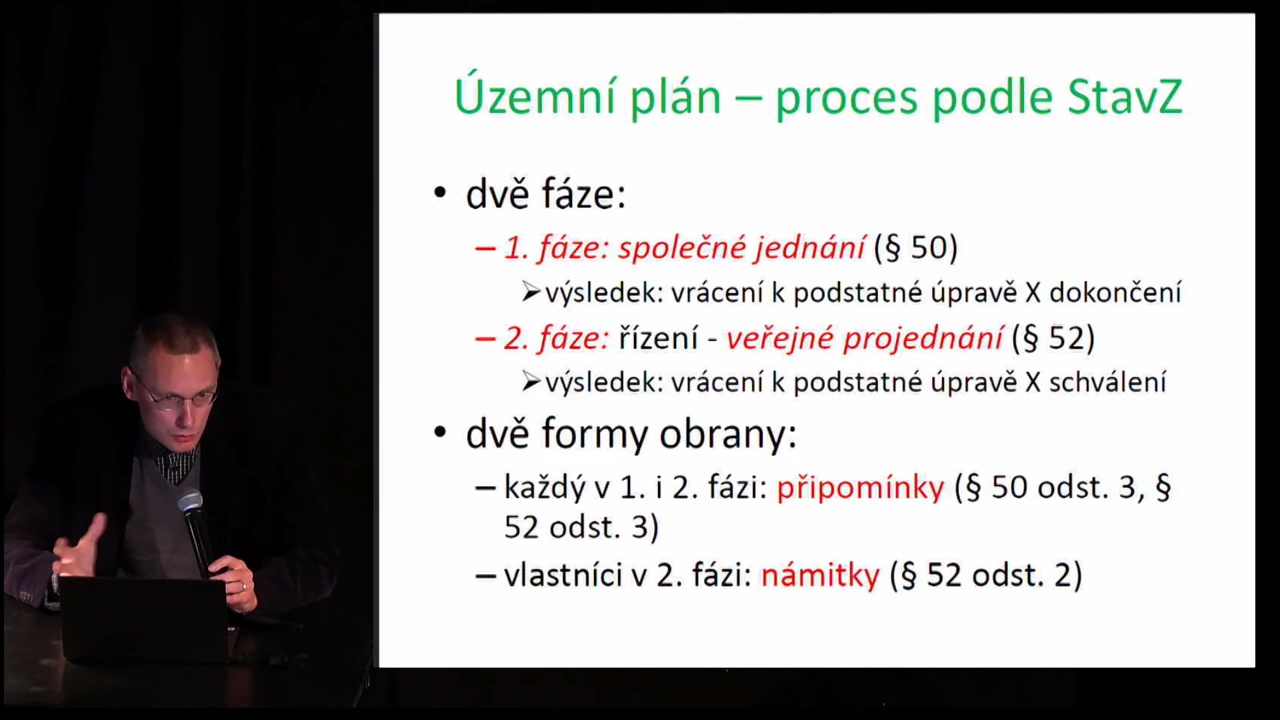 Územní plán – proces podle StavZ
• dvě fáze:
– 1. fáze: společné jednání (§ 50)
➢výsledek: vrácení k podstatné úpravě X dokončení
– 2. fáze: řízení - veřejné projednání (§ 52)
➢výsledek: vrácení k podstatné úpravě X schválení
• dvě formy obrany:
– každý v 1. i 2. fázi: připomínky (§ 50 odst. 3, §
52 odst. 3)
– vlastníci v 2. fázi: námitky (§ 52 odst. 2)